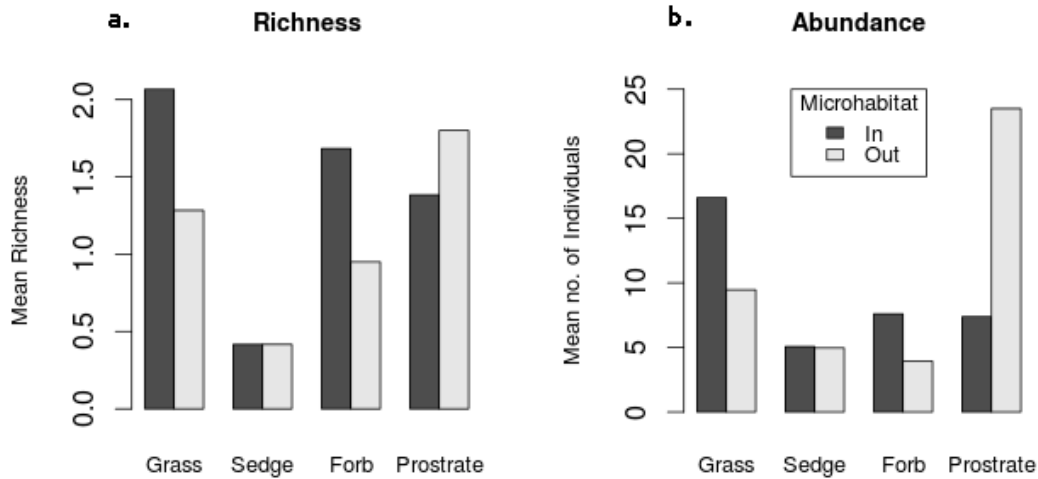 a.
Richness
Mean Richness
2.0
1.5
1.0
0.5
0.0
Grass Sedge Forb Prostrate
b.
Abundance
Mean no. of Individuals
25
20
15
10
5
0
Microhabitat
In
Out
Grass Sedge Forb Prostrate